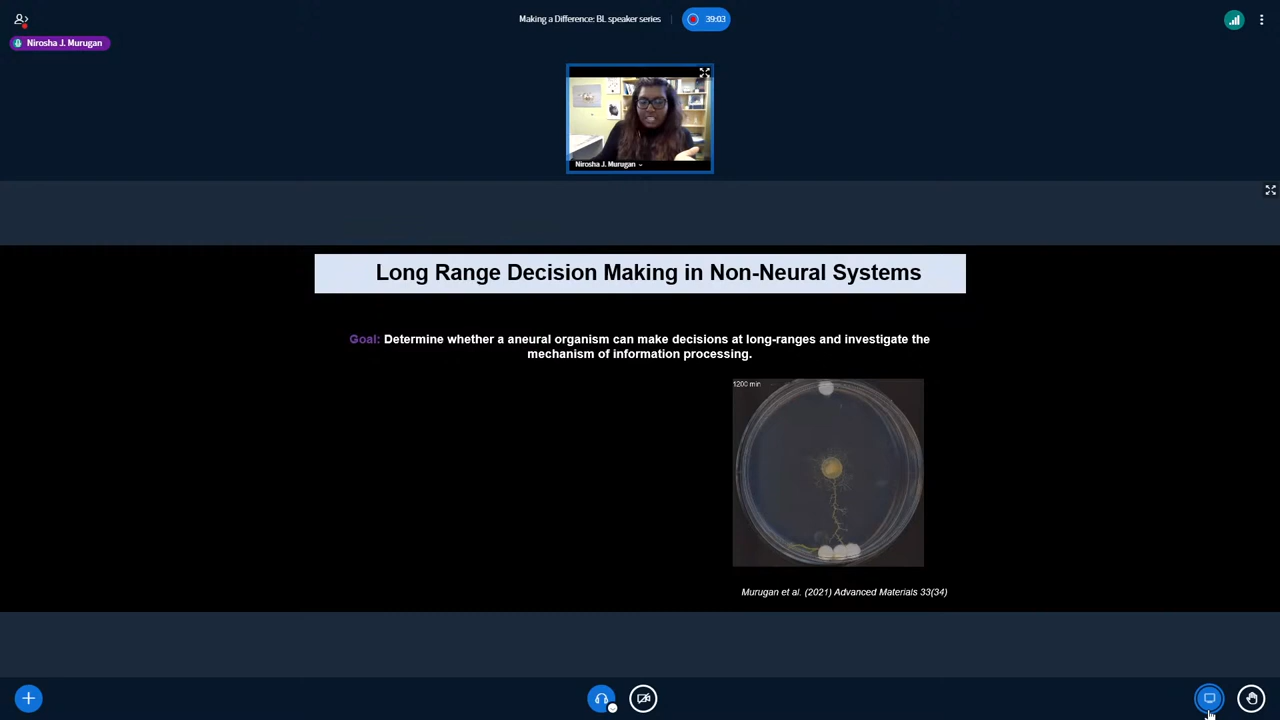 Making a Difference: BL speaker series
39:03
Nirosha J. Murugan
Nirosha J. Murugan
Long Range Decision Making in Non-Neural Systems
Goal: Determine whether a aneural organism can make decisions at long-ranges and investigate the
mechanism of information processing.
1200 min
Murugan et al. (2021) Advanced Materials 33(34)